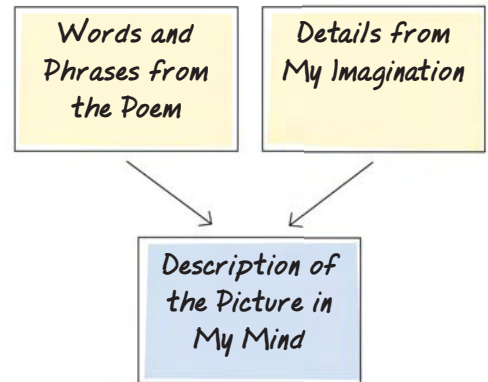 Words and
Phrases from
the Poem
Details from
My Imagination
Description of
the Picture in
My Mind